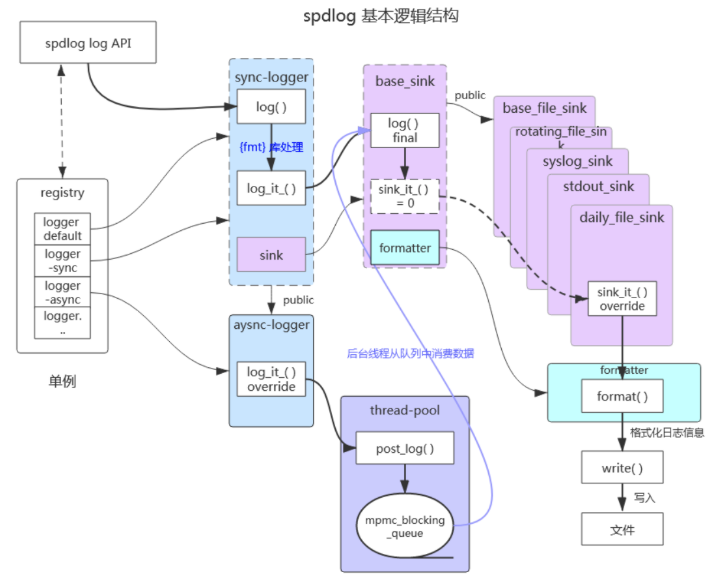 spdlog 基本逻辑结构
spdlog log API
registry
logger
default
logger
-sync
logger
-async
logger.
..
单例
sync-logger
log( )
{fmt} 库处理
log_it_( )
sink
public
aysnc-logger
log_it_( )
override
base_sink
log( )
final
sink_it_( )
= 0
formatter
public
base_file_sink
rotating_file_sin
k
syslog_sink
stdout_sink
daily_file_sink
sink_it_( )
override
后台线程从队列中消费数据
thread-pool
post_log( )
mpmc_blocking
_queue
formatter
format( )
格式化日志信息
write( )
写入
文件